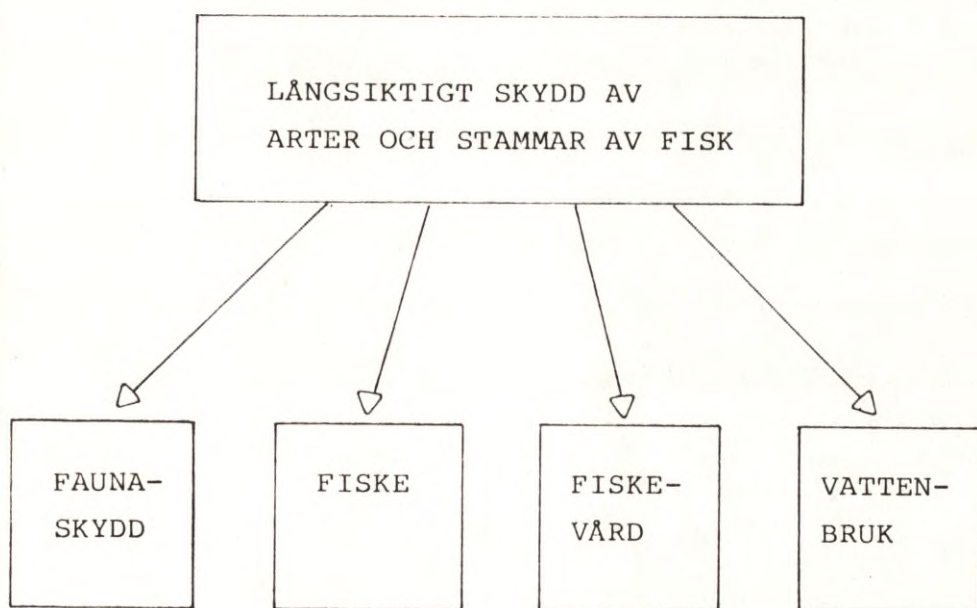 LÅNGSIKTIGT SKYDD AV
ARTER OCH STAMMAR AV FISK
FAUNA-
SKYDD
FISKE
FISKE-
VÅRD
VATTEN-
BRUK